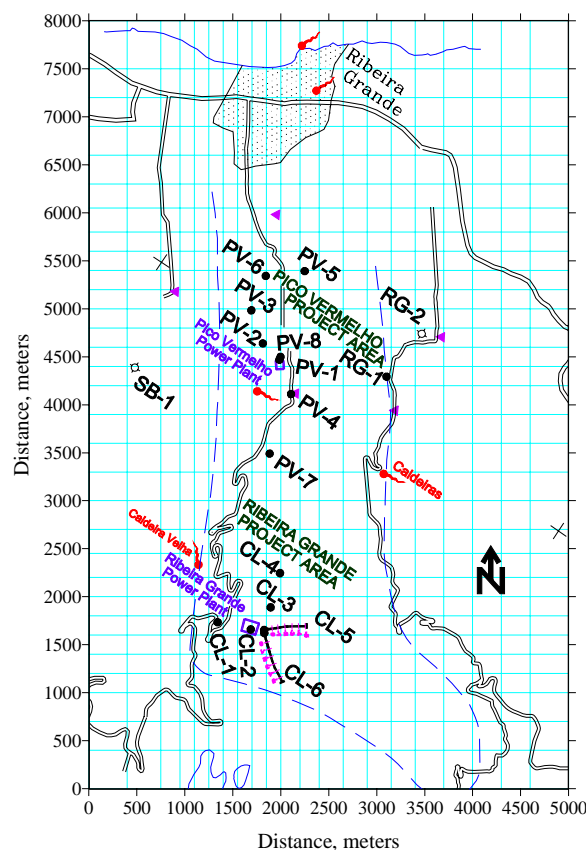 8000
7500
7000
6500
6000
5500
5000
4500
4000
3500
3000
2500
2000
1500
1000
500
0
Distance, meters
Ribeira
Grande
PV-6
PV-5
PICO VERMELHO
PROJECT AREA
PV-3
RG-2
PV-2
PV-8
Pico Vermelho
Power Plant
PV-1
RG-1
SB-1
PV-4
PV-7
Caldeiras
RIBEIRA GRANDE
PROJECT AREA
Caldeira Velha
CL-4
Ribeira Grande
Power Plant
CL-3
N
CL-5
CL-1
CL-2
CL-6
0 500 1000 1500 2000 2500 3000 3500 4000 4500 5000
Distance, meters